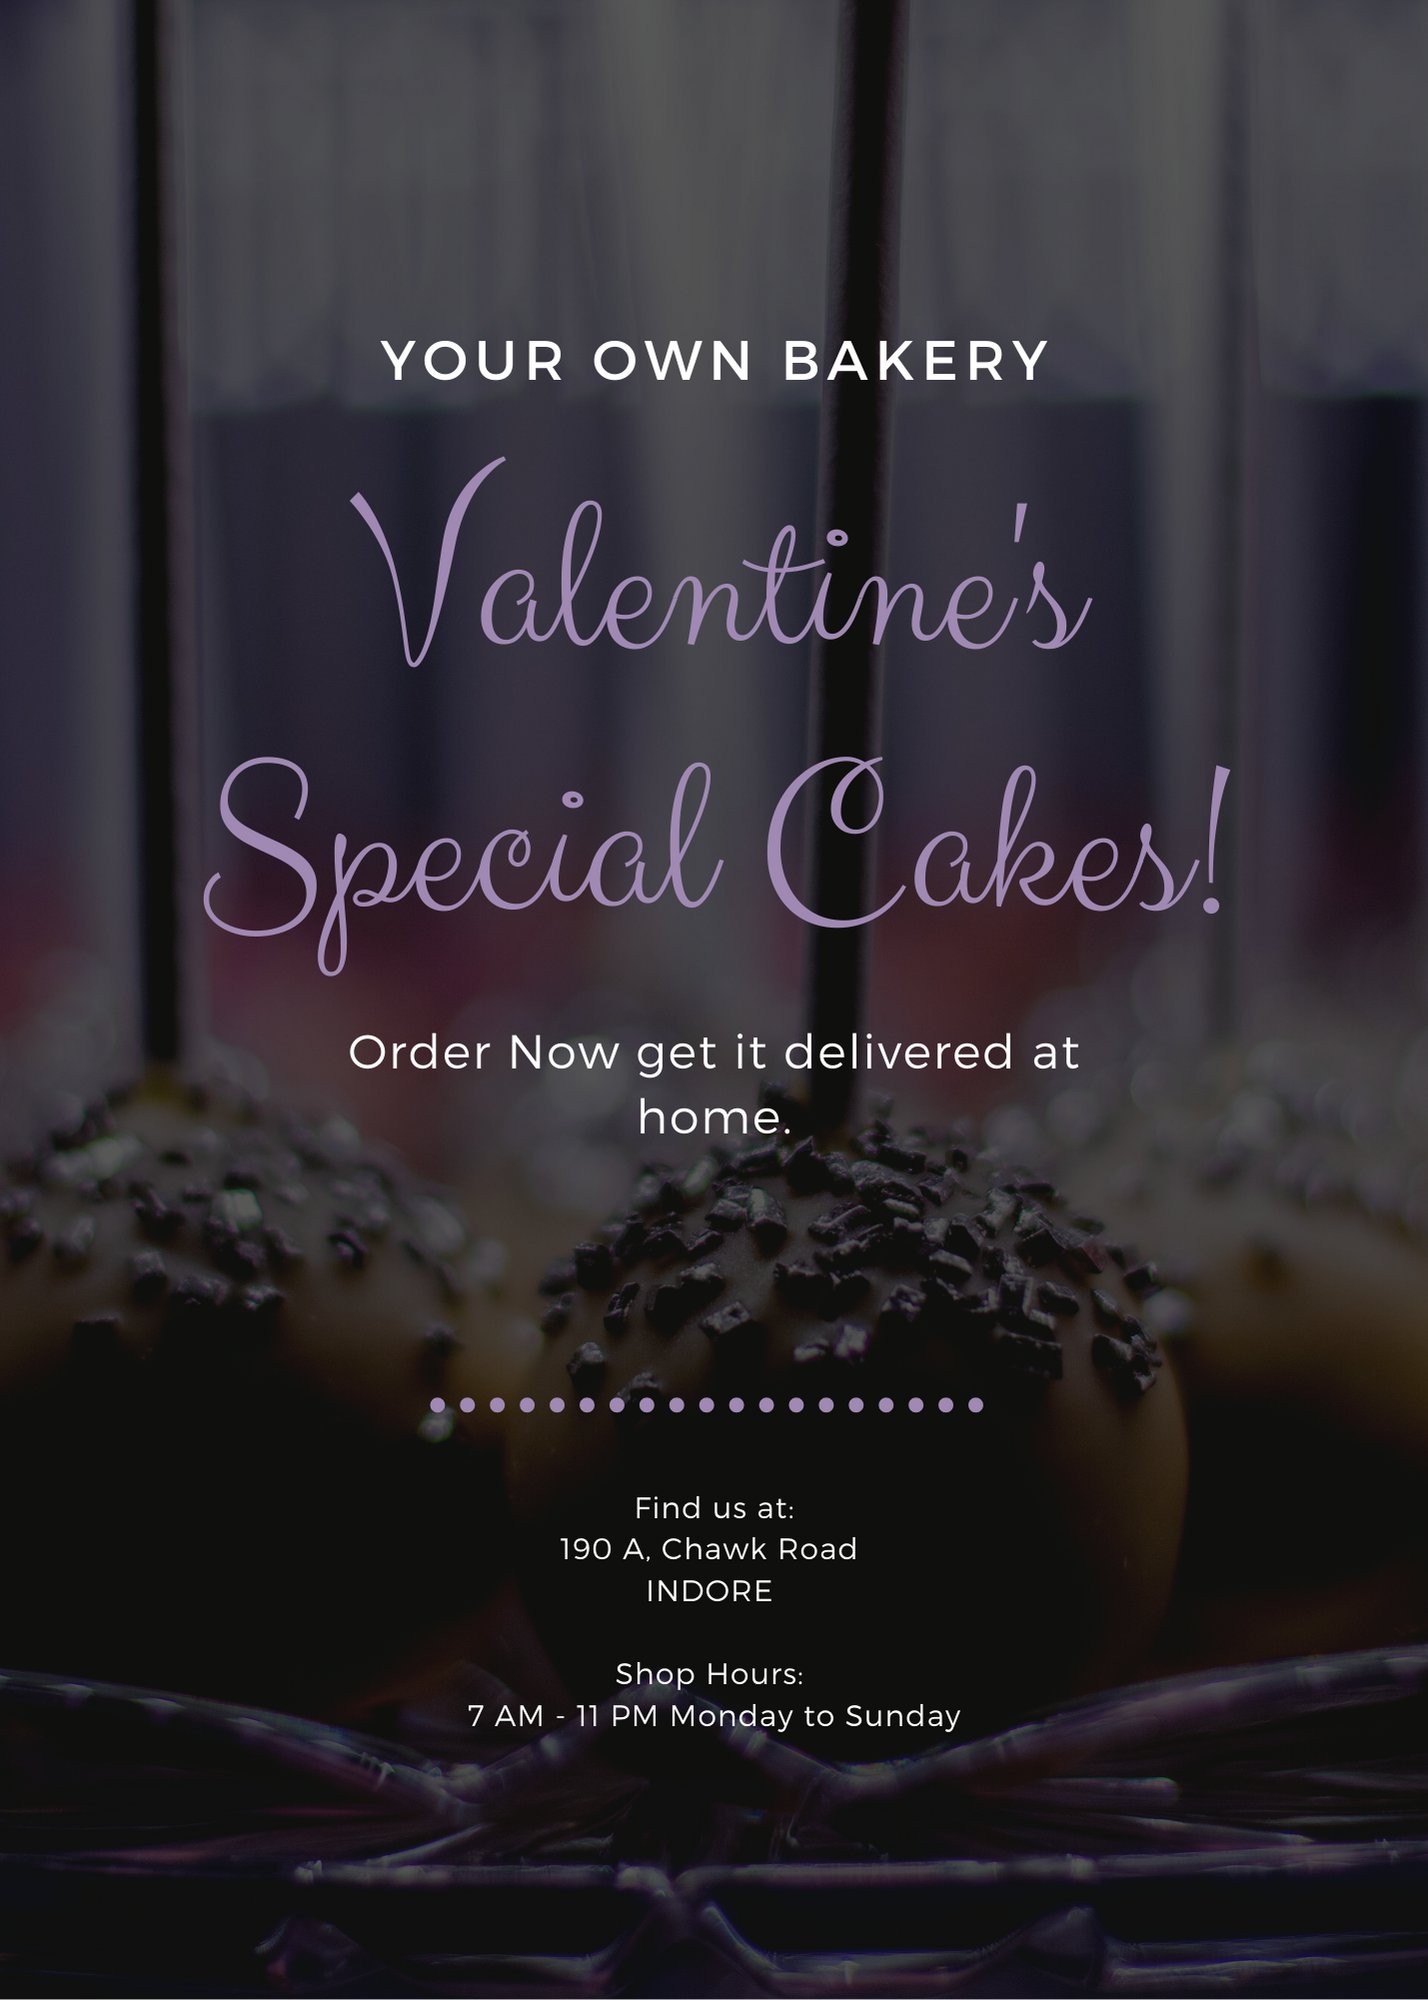 YOUR OWN BAKERY
Valentine's
Special Cakes!
Order Now get it delivered at
home.
Find us at:
190 A, Chawk Road
INDORE
Shop Hours:
7 AM - 11 PM Monday to Sunday